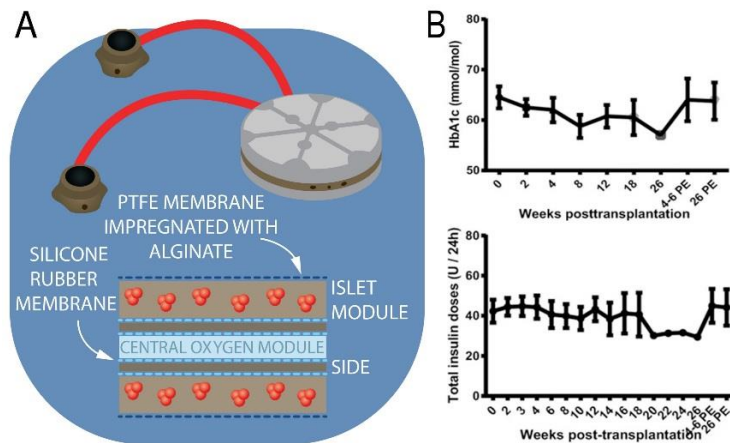 A
PTFE MEMBRANE
IMPREGNATED WITH
ALGINATE
SILICONE
RUBBER
MEMBRANE
ISLET
MODULE
CENTRAL OXYGEN MODULE
SIDE
B
HbA1c (mmol/mol)
80
70
60
50
0
2
4
8
12
18
26
4-6 PE
26 PE
Weeks posttransplantation
Total insulin doses (U / 24h)
80
60
40
20
0
0
2
3
4
6
8
10
12
14
16
18
20
22
24
26
4-6 PE
26 PE
Weeks post-transplantation